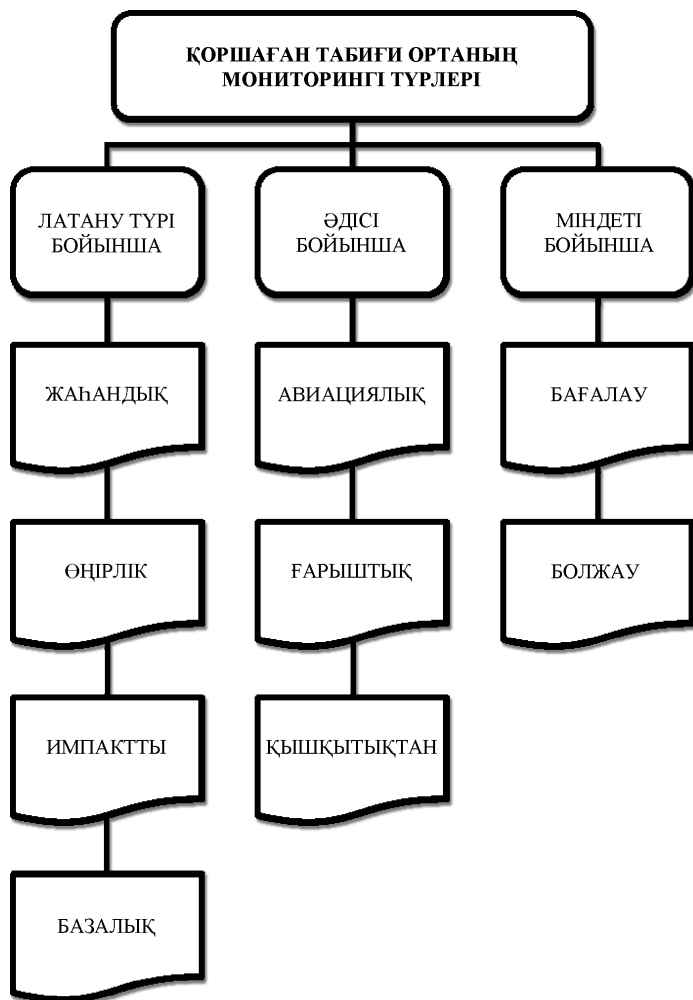 ҚОРШАҒАН ТАБИҒИ ОРТАНЫҢ
МОНИТОРИНГІ ТҮРЛЕРІ
ЛАТАНУ ТҮРІ
БОЙЫНША
ӘДІСІ
БОЙЫНША
МІНДЕТІ
БОЙЫНША
ЖАҺАНДЫҚ
АВИАЦИЯЛЫҚ
БАҒАЛАУ
ӨҢІРЛІК
ҒАРЫШТЫҚ
БОЛЖАУ
ИМПАКТТЫ
ҚЫШҚЫТЫҚТАН
БАЗАЛЫҚ